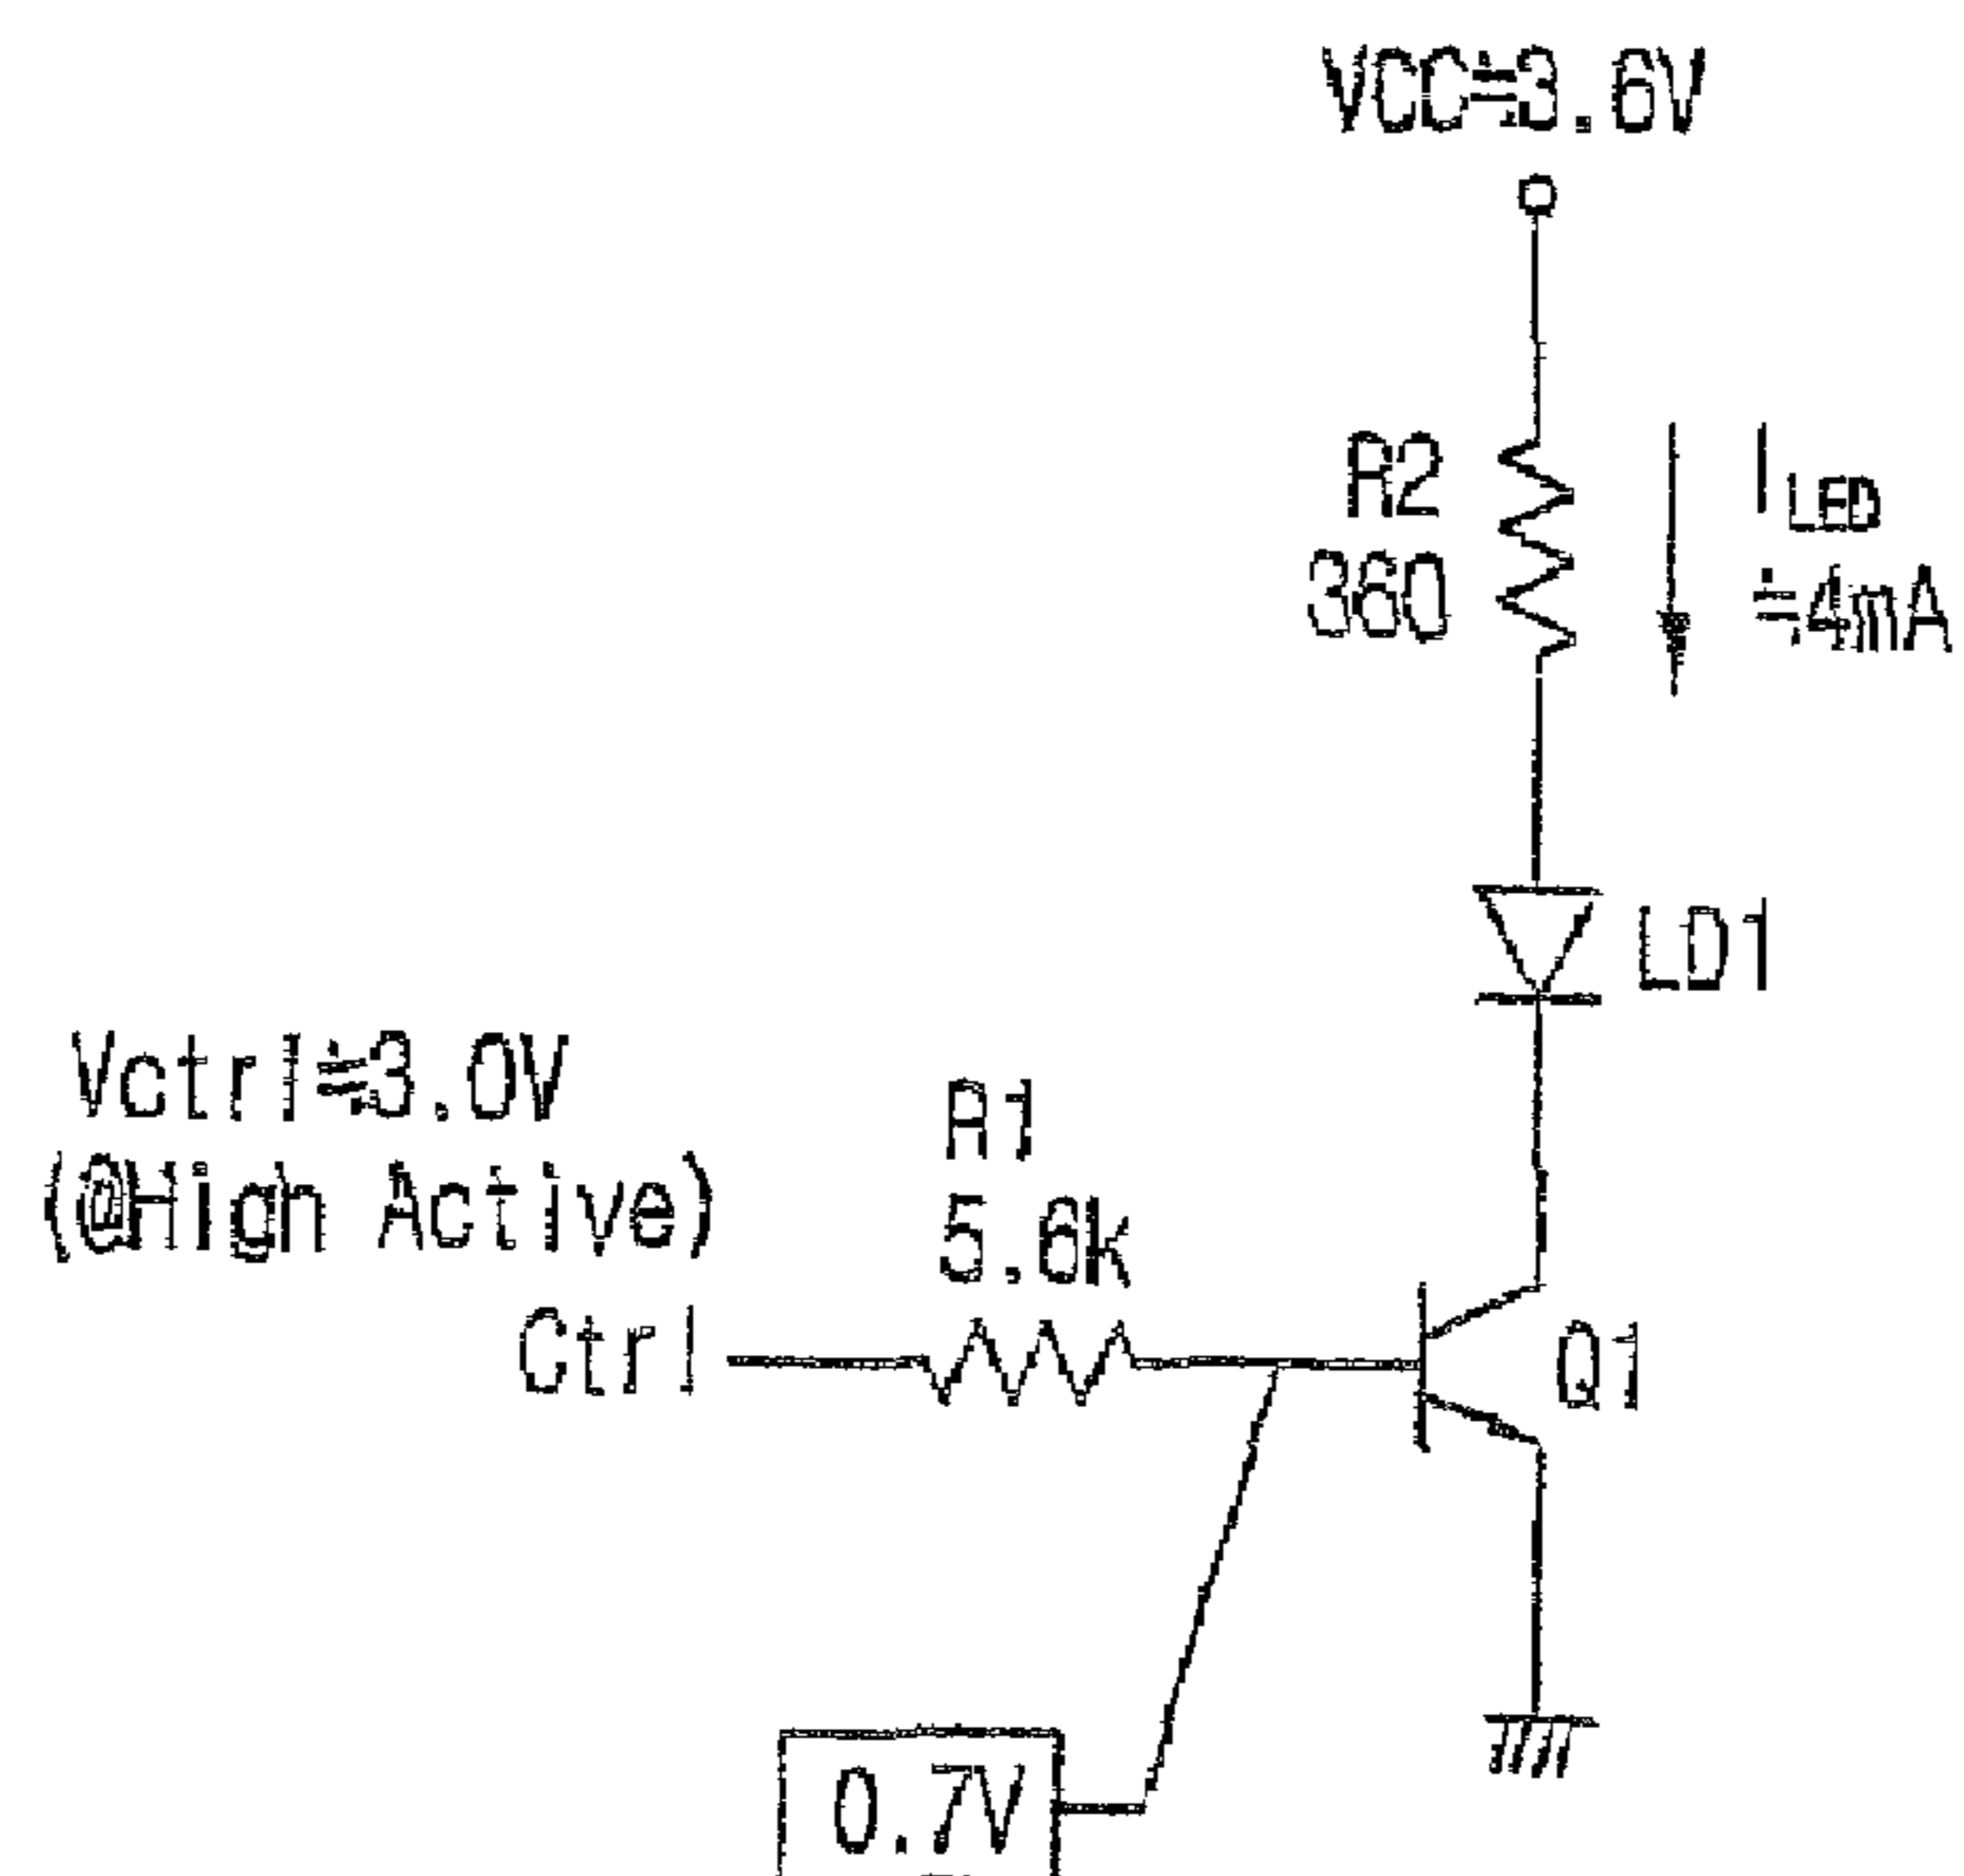 VCC≒3.6V
R2
360
ILED
≒4mA
LD1
Vctrl≒3.0V
(@High Active)
R1
5.6k
Ctrl
Q1
0.7V